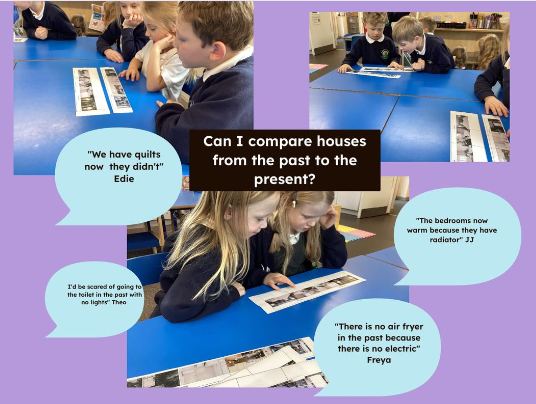 Can I compare houses
from the past to the
present?
"We have quilts
now they didn't"
Edie
"The bedrooms now
warm because they have
radiator" JJ
I'd be scared of going to
the toilet in the past with
no lights" Theo
"There is no air fryer
in the past because
there is no electric"
Freya